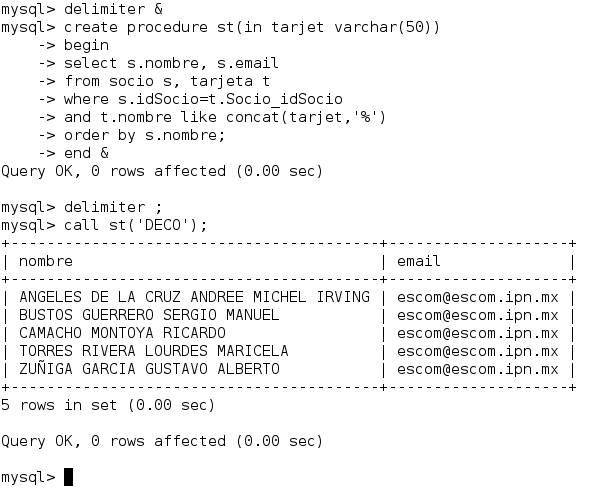 mysql> delimiter &
mysql> create procedure st(in tarjet varchar(50))
    -> begin
    -> select s.nombre, s.email
    -> from socio s, tarjeta t
    -> where s.idSocio=t.Socio_idSocio
    -> and t.nombre like concat(tarjet,'%')
    -> order by s.nombre;
    -> end &
Query OK, 0 rows affected (0.00 sec)

mysql> delimiter ;
mysql> call st('DECO');
+-----------------------------------------+--------------------+
| nombre                                  | email              |
+-----------------------------------------+--------------------+
| ANGELES DE LA CRUZ ANDREE MICHEL IRVING | escom@escom.ipn.mx |
| BUSTOS GUERRERO SERGIO MANUEL           | escom@escom.ipn.mx |
| CAMACHO MONTOYA RICARDO                 | escom@escom.ipn.mx |
| TORRES RIVERA LOURDES MARICELA          | escom@escom.ipn.mx |
| ZUÑIGA GARCIA GUSTAVO ALBERTO           | escom@escom.ipn.mx |
+-----------------------------------------+--------------------+
5 rows in set (0.00 sec)

Query OK, 0 rows affected (0.00 sec)

mysql>